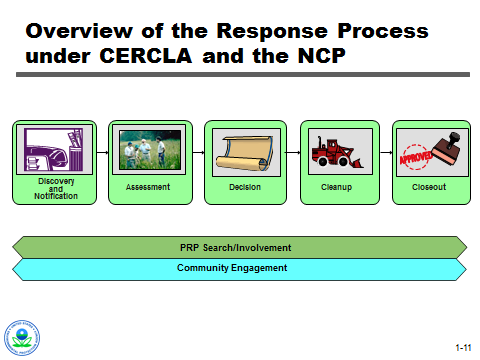 Overview of the Response Process
under CERCLA and the NCP
Discovery
and
Notification
Assessment
Decision
Cleanup
APPROVED
Closeout
PRP Search/Involvement
Community Engagement
1-11